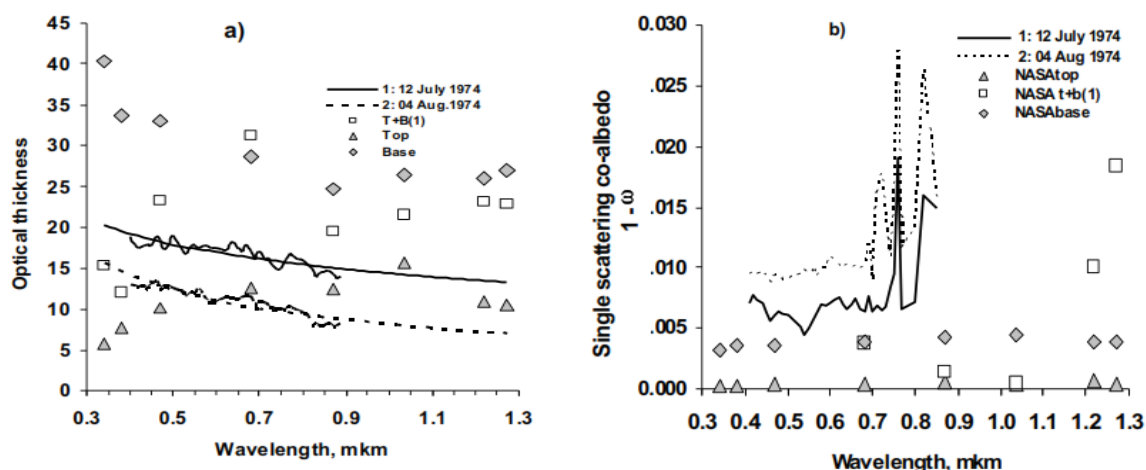 a)
45
40
35
30
25
20
15
10
5
0
Optical thickness
1: 12 July 1974
2: 04 Aug.1974
T+B(1)
Top
Base
0.3 0.5 0.7 0.9 1.1 1.3
Wavelength, mkm
b)
0.030
0.025
0.020
.015
.010
0.005
0.000
Single scattering co-albedo
1 - ω
1: 12 July 1974
2: 04 Aug 1974
NASAtop
NASA t+b(1)
NASAbase
0.3 0.4 0.5 0.6 0.7 0.8 0.9 1.0 1.1 1.2 1.3
Wavelength, mkm